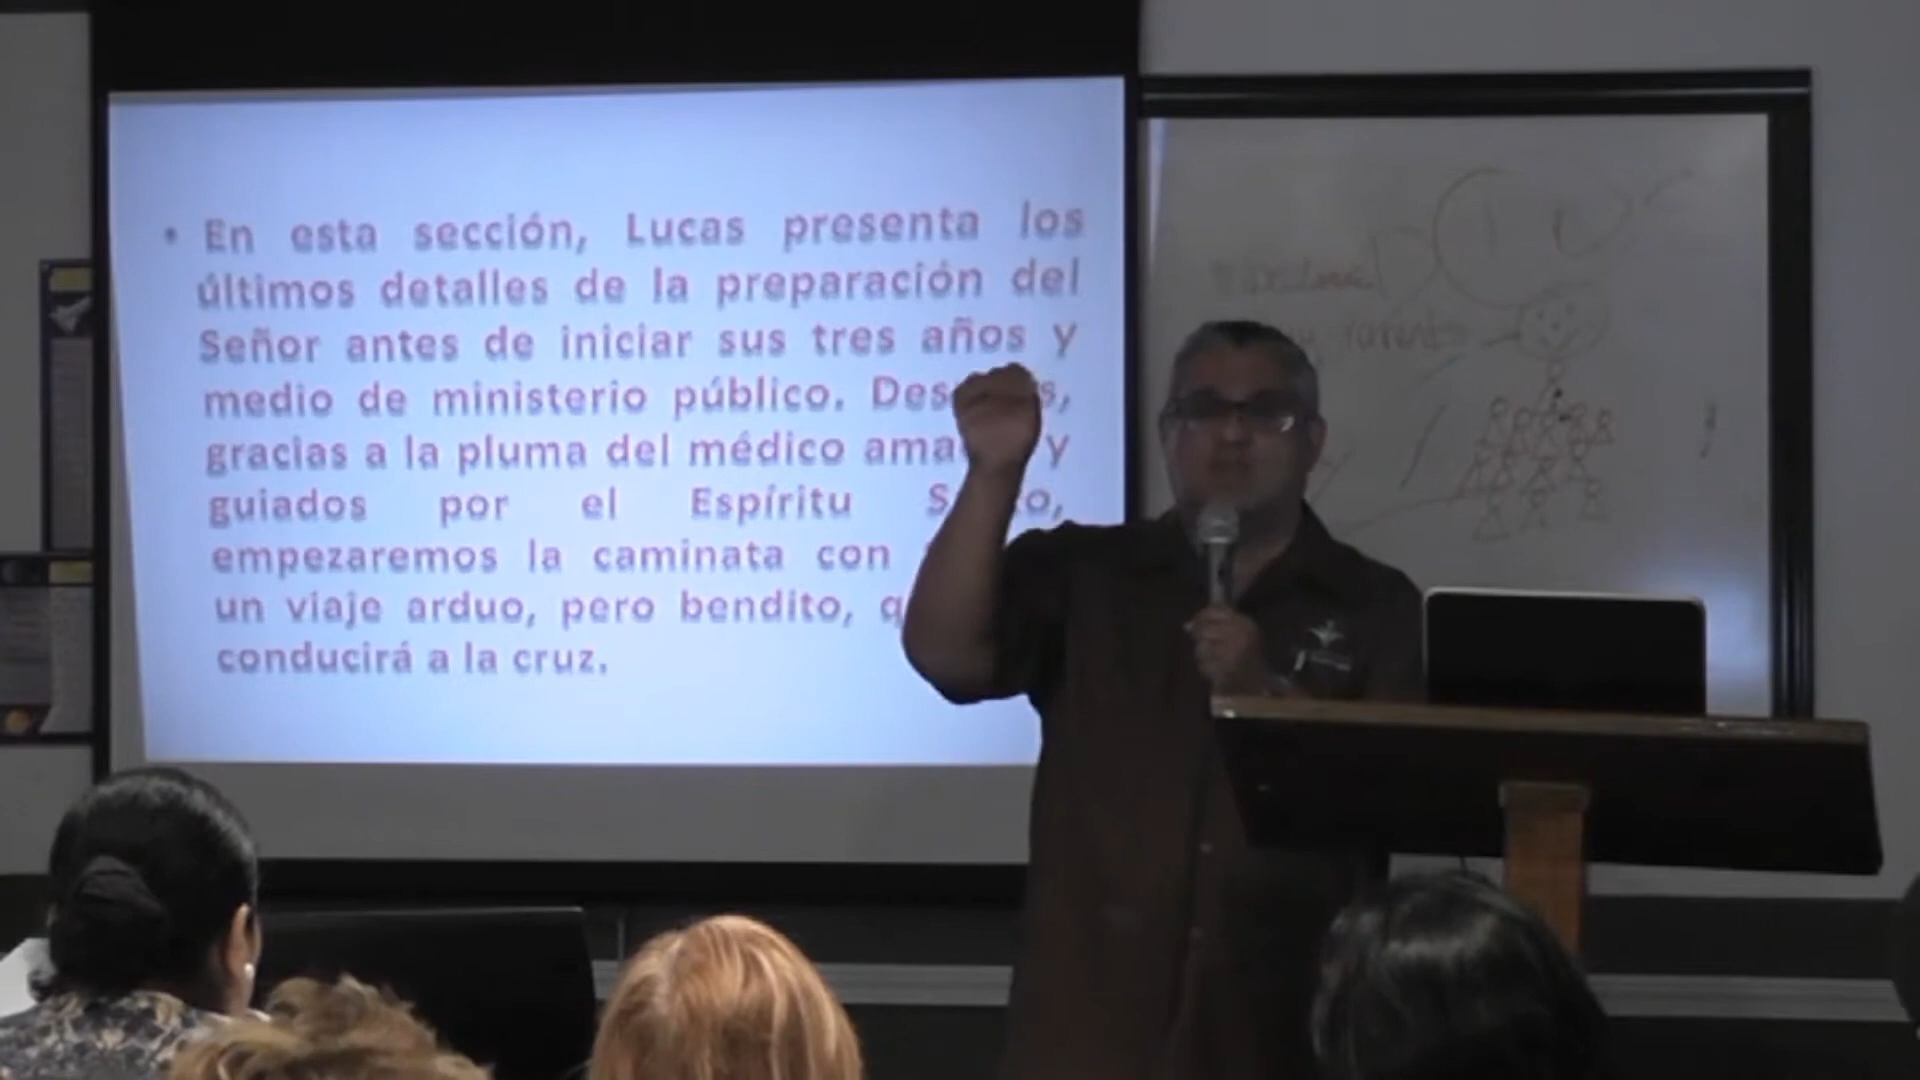 • En esta sección, Lucas presenta los
últimos detalles de la preparación del
Señor antes de iniciar sus tres años y
medio de ministerio público.
gracias a la pluma del médico y
guiados por el Espíritu
empezaremos la caminata con
un viaje arduo, pero bendito,
conducirá a la cruz.